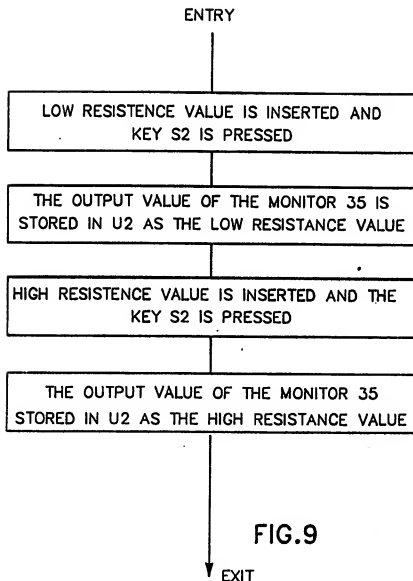 ENTRY
LOW RESISTENCE VALUE IS INSERTED AND
KEY S2 IS PRESSED
THE OUTPUT VALUE OF THE MONITOR 35 IS
STORED IN U2 AS THE LOW RESISTANCE VALUE
HIGH RESISTENCE VALUE IS INSERTED AND THE
KEY S2 IS PRESSED
THE OUTPUT VALUE OF THE MONITOR 35
STORED IN U2 AS THE HIGH RESISTANCE VALUE
FIG.9
EXIT